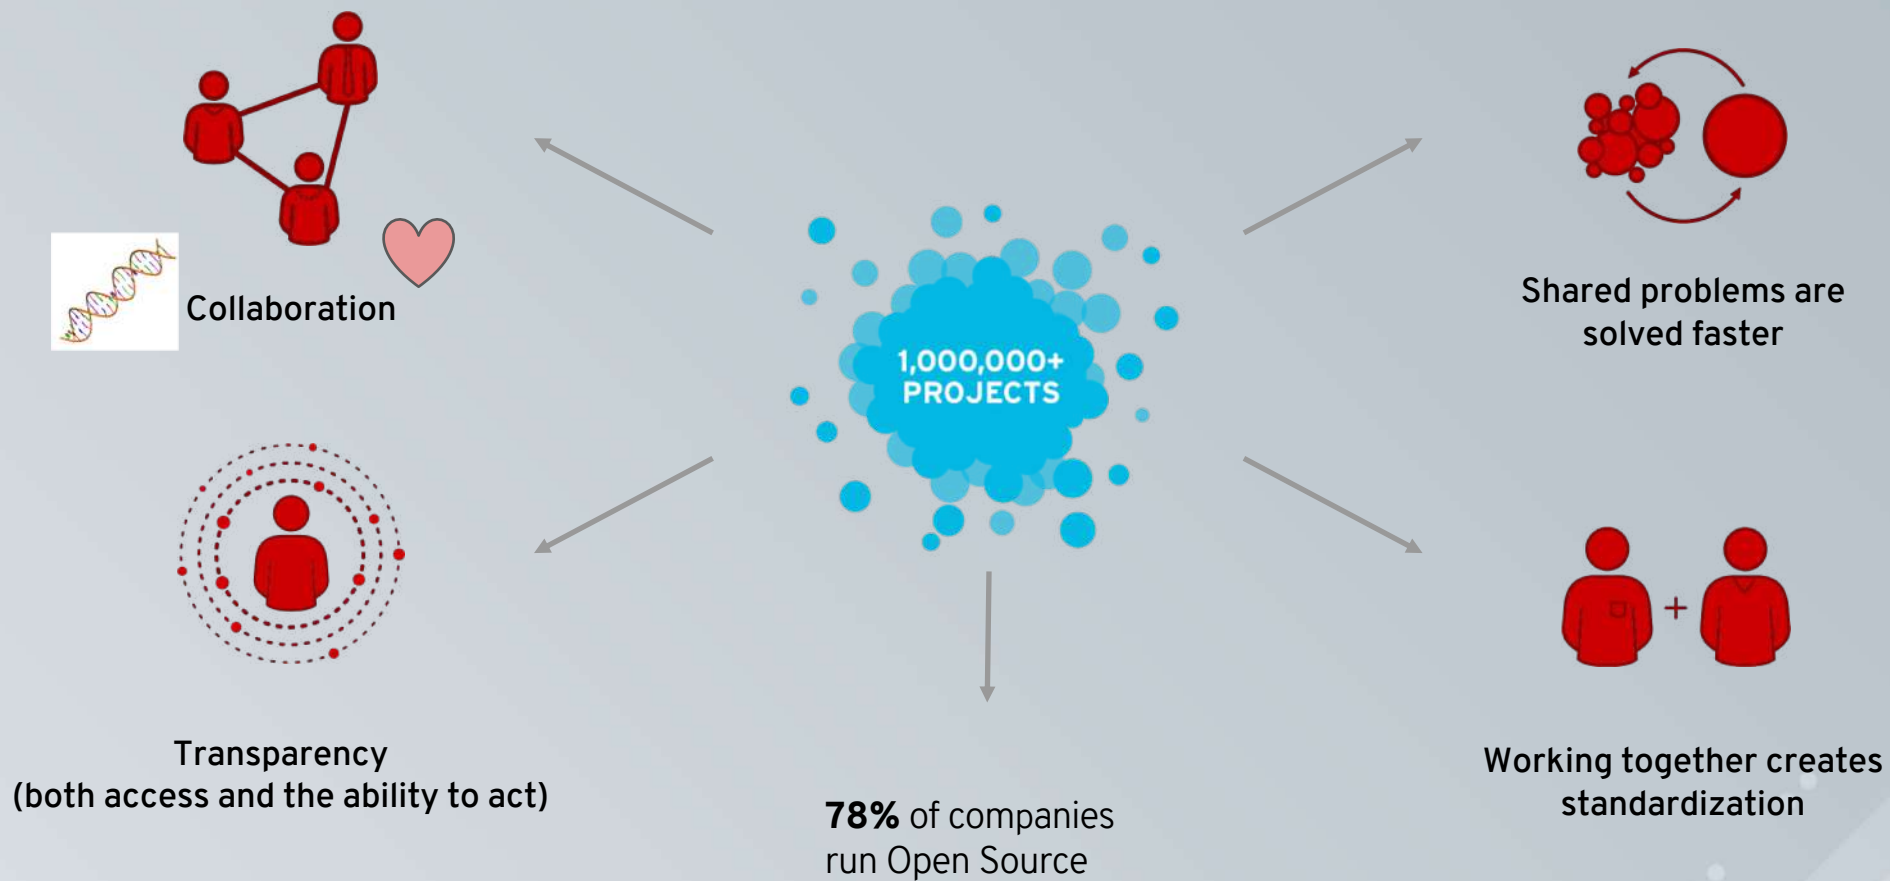 Collaboration
Shared problems are
solved faster
1,000,000+
PROJECTS
Transparency
(both access and the ability to act)
78% of companies
run Open Source
Working together creates
standardization